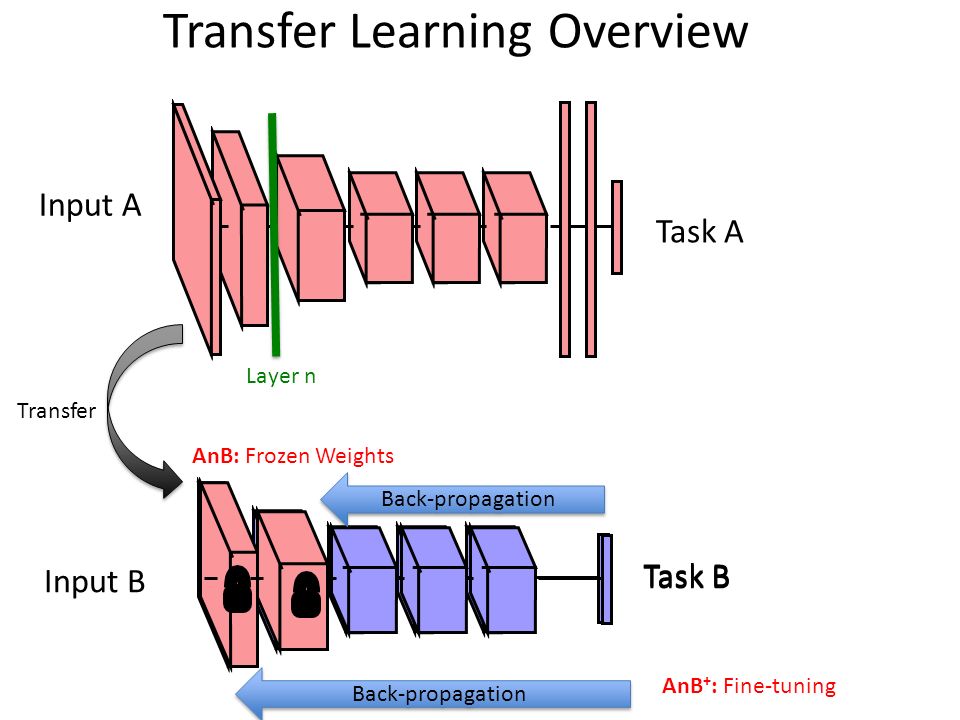 Transfer Learning Overview
Input A
Task A
Layer n
Transfer
AnB: Frozen Weights
Back-propagation
Input B
Task B
Back-propagation
AnB⁺: Fine-tuning